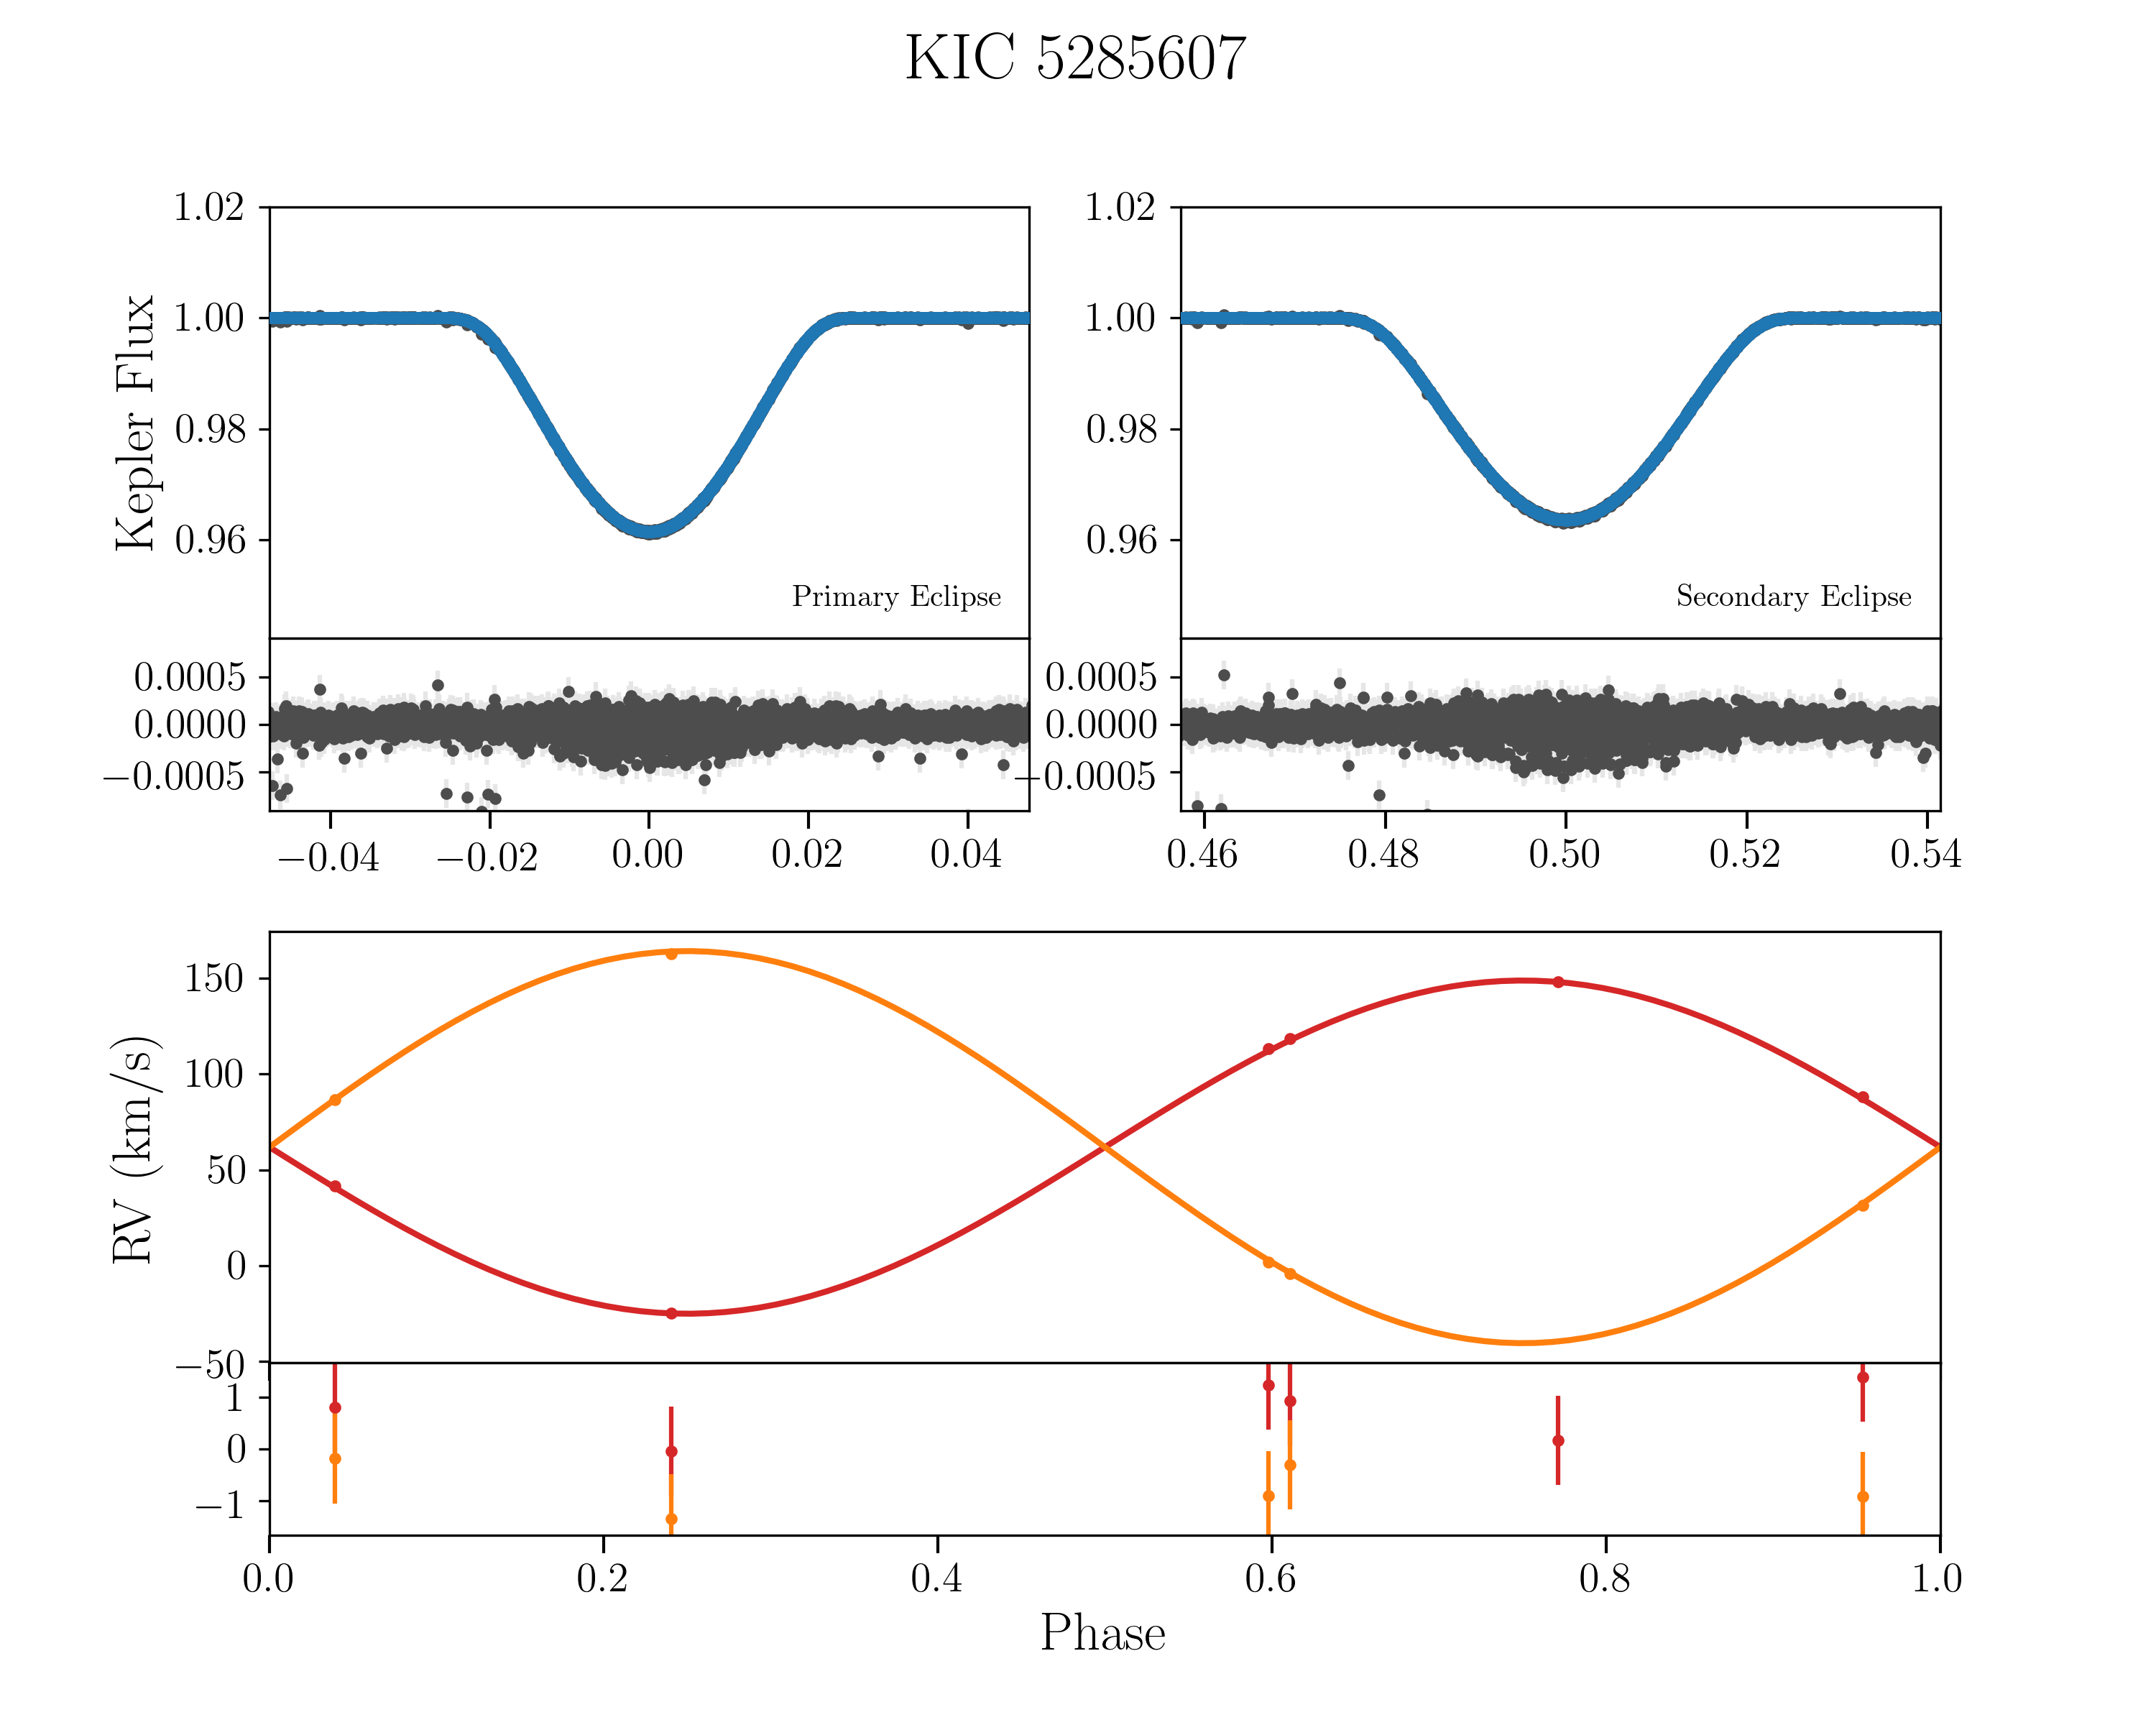 KIC 5285607
Kepler Flux
1.02
1.00
0.98
0.96
Primary Eclipse
1.02
1.00
0.98
0.96
Secondary Eclipse
0.0005
0.0000
−0.0005
0.0005
0.0000
−0.0005
−0.04 −0.02 0.00 0.02 0.04
0.46 0.48 0.50 0.52 0.54
RV (km/s)
150
100
50
0
−50
1
0
−1
0.0 0.2 0.4 0.6 0.8 1.0
Phase